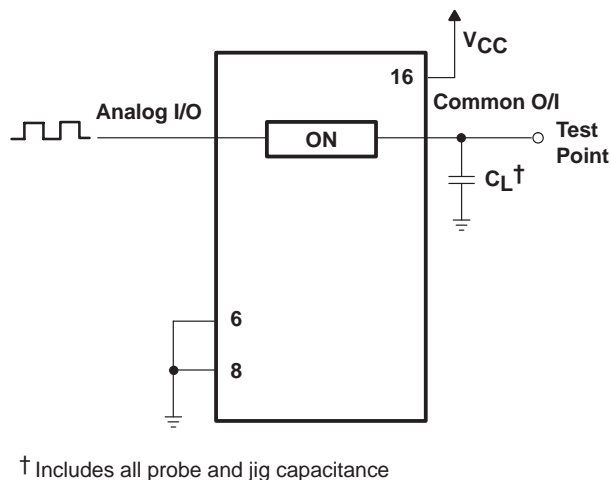 VCC
16
Analog I/O
Common O/I
ON
Test
Point
CL†
6
8
† Includes all probe and jig capacitance